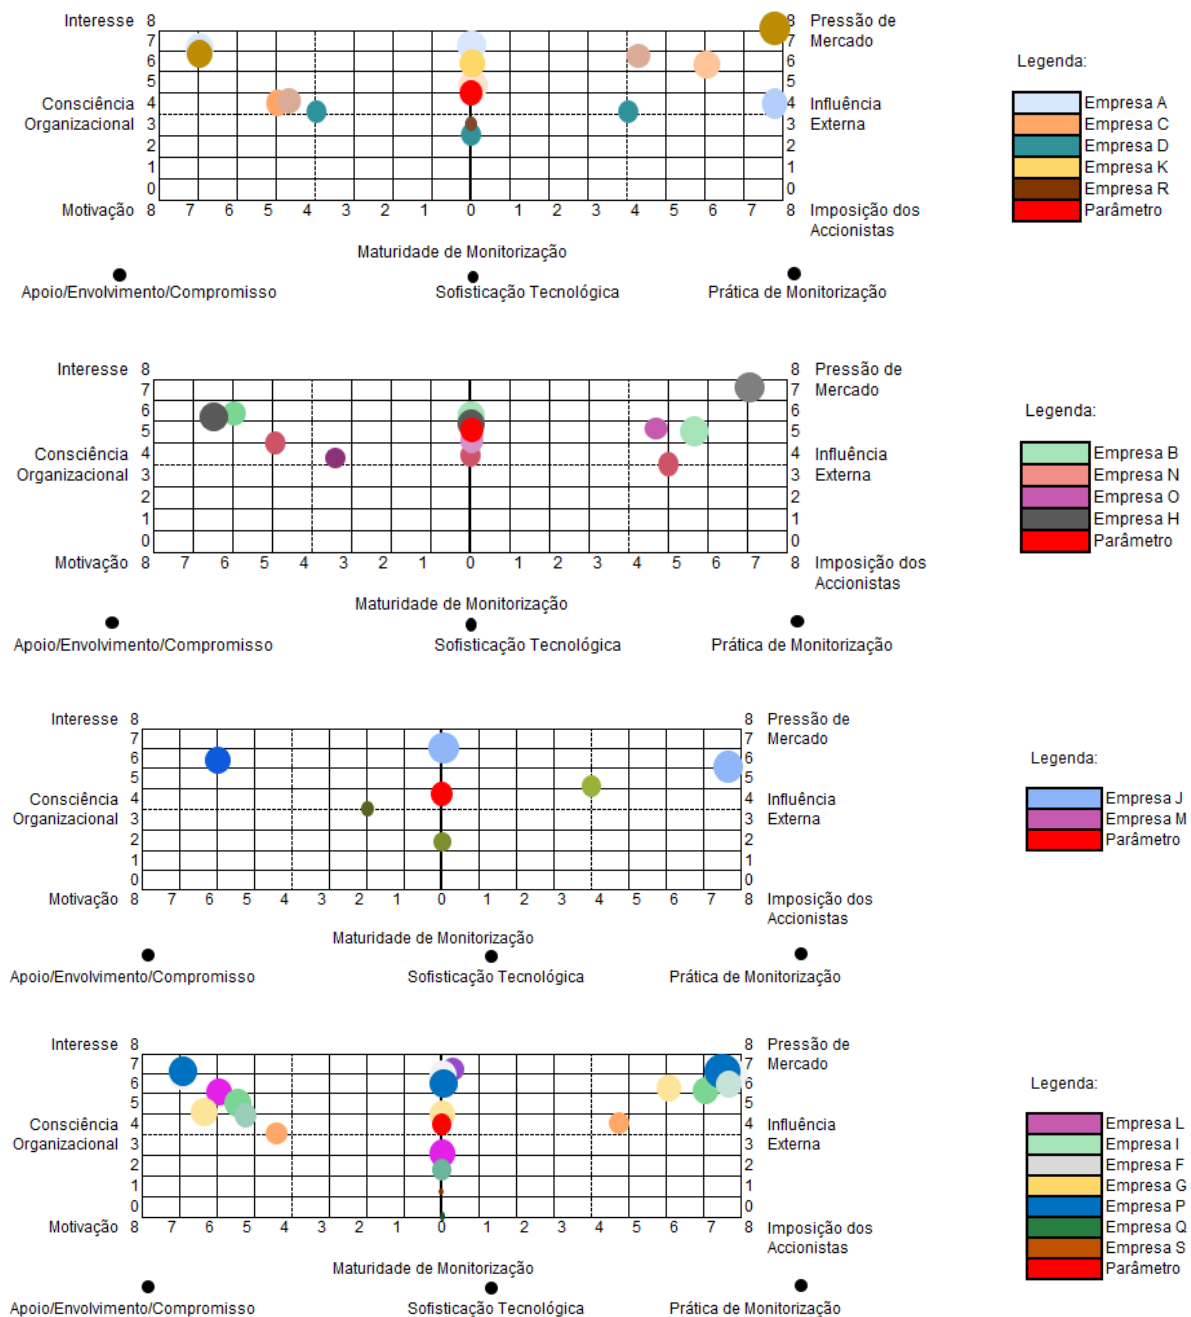 Interesse 8 8 Pressão de
7 7 Mercado
6 6
5 5
Consciência 4 4 Influência
Organizacional 3 3 Externa
2 2
1 1
0 0
Motivação 8 7 6 5 4 3 2 1 0 1 2 3 4 5 6 7 8 Imposição dos
Accionistas
Maturidade de Monitorização
Apoio/Envolvimento/Compromisso Sofisticação Tecnológica Prática de Monitorização
Legenda:
Empresa A
Empresa C
Empresa D
Empresa K
Empresa R
Parâmetro
Interesse 8 8 Pressão de
7 7 Mercado
6 6
5 5
Consciência 4 4 Influência
Organizacional 3 3 Externa
2 2
1 1
0 0
Motivação 8 7 6 5 4 3 2 1 0 1 2 3 4 5 6 7 8 Imposição dos
Accionistas
Maturidade de Monitorização
Apoio/Envolvimento/Compromisso Sofisticação Tecnológica Prática de Monitorização
Legenda:
Empresa B
Empresa N
Empresa O
Empresa H
Parâmetro
Interesse 8 8 Pressão de
7 7 Mercado
6 6
5 5
Consciência 4 4 Influência
Organizacional 3 3 Externa
2 2
1 1
0 0
Motivação 8 7 6 5 4 3 2 1 0 1 2 3 4 5 6 7 8 Imposição dos
Accionistas
Maturidade de Monitorização
Apoio/Envolvimento/Compromisso Sofisticação Tecnológica Prática de Monitorização
Legenda:
Empresa J
Empresa M
Parâmetro
Interesse 8 8 Pressão de
7 7 Mercado
6 6
5 5
Consciência 4 4 Influência
Organizacional 3 3 Externa
2 2
1 1
0 0
Motivação 8 7 6 5 4 3 2 1 0 1 2 3 4 5 6 7 8 Imposição dos
Accionistas
Maturidade de Monitorização
Apoio/Envolvimento/Compromisso Sofisticação Tecnológica Prática de Monitorização
Legenda:
Empresa L
Empresa I
Empresa F
Empresa G
Empresa P
Empresa Q
Empresa S
Parâmetro